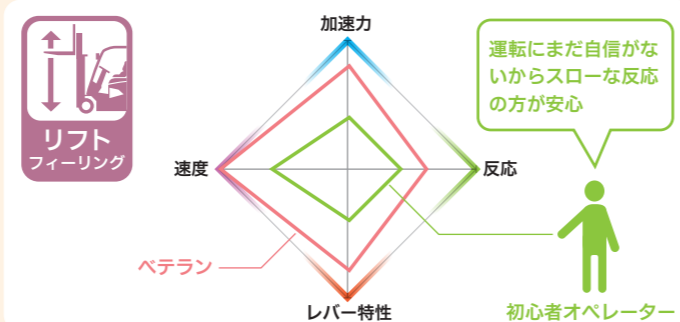 リフト
フィーリング
加速力
速度
反応
レバー特性
ベテラン
運転にまだ自信がな
いからスローな反応
の方が安心
初心者オペレーター